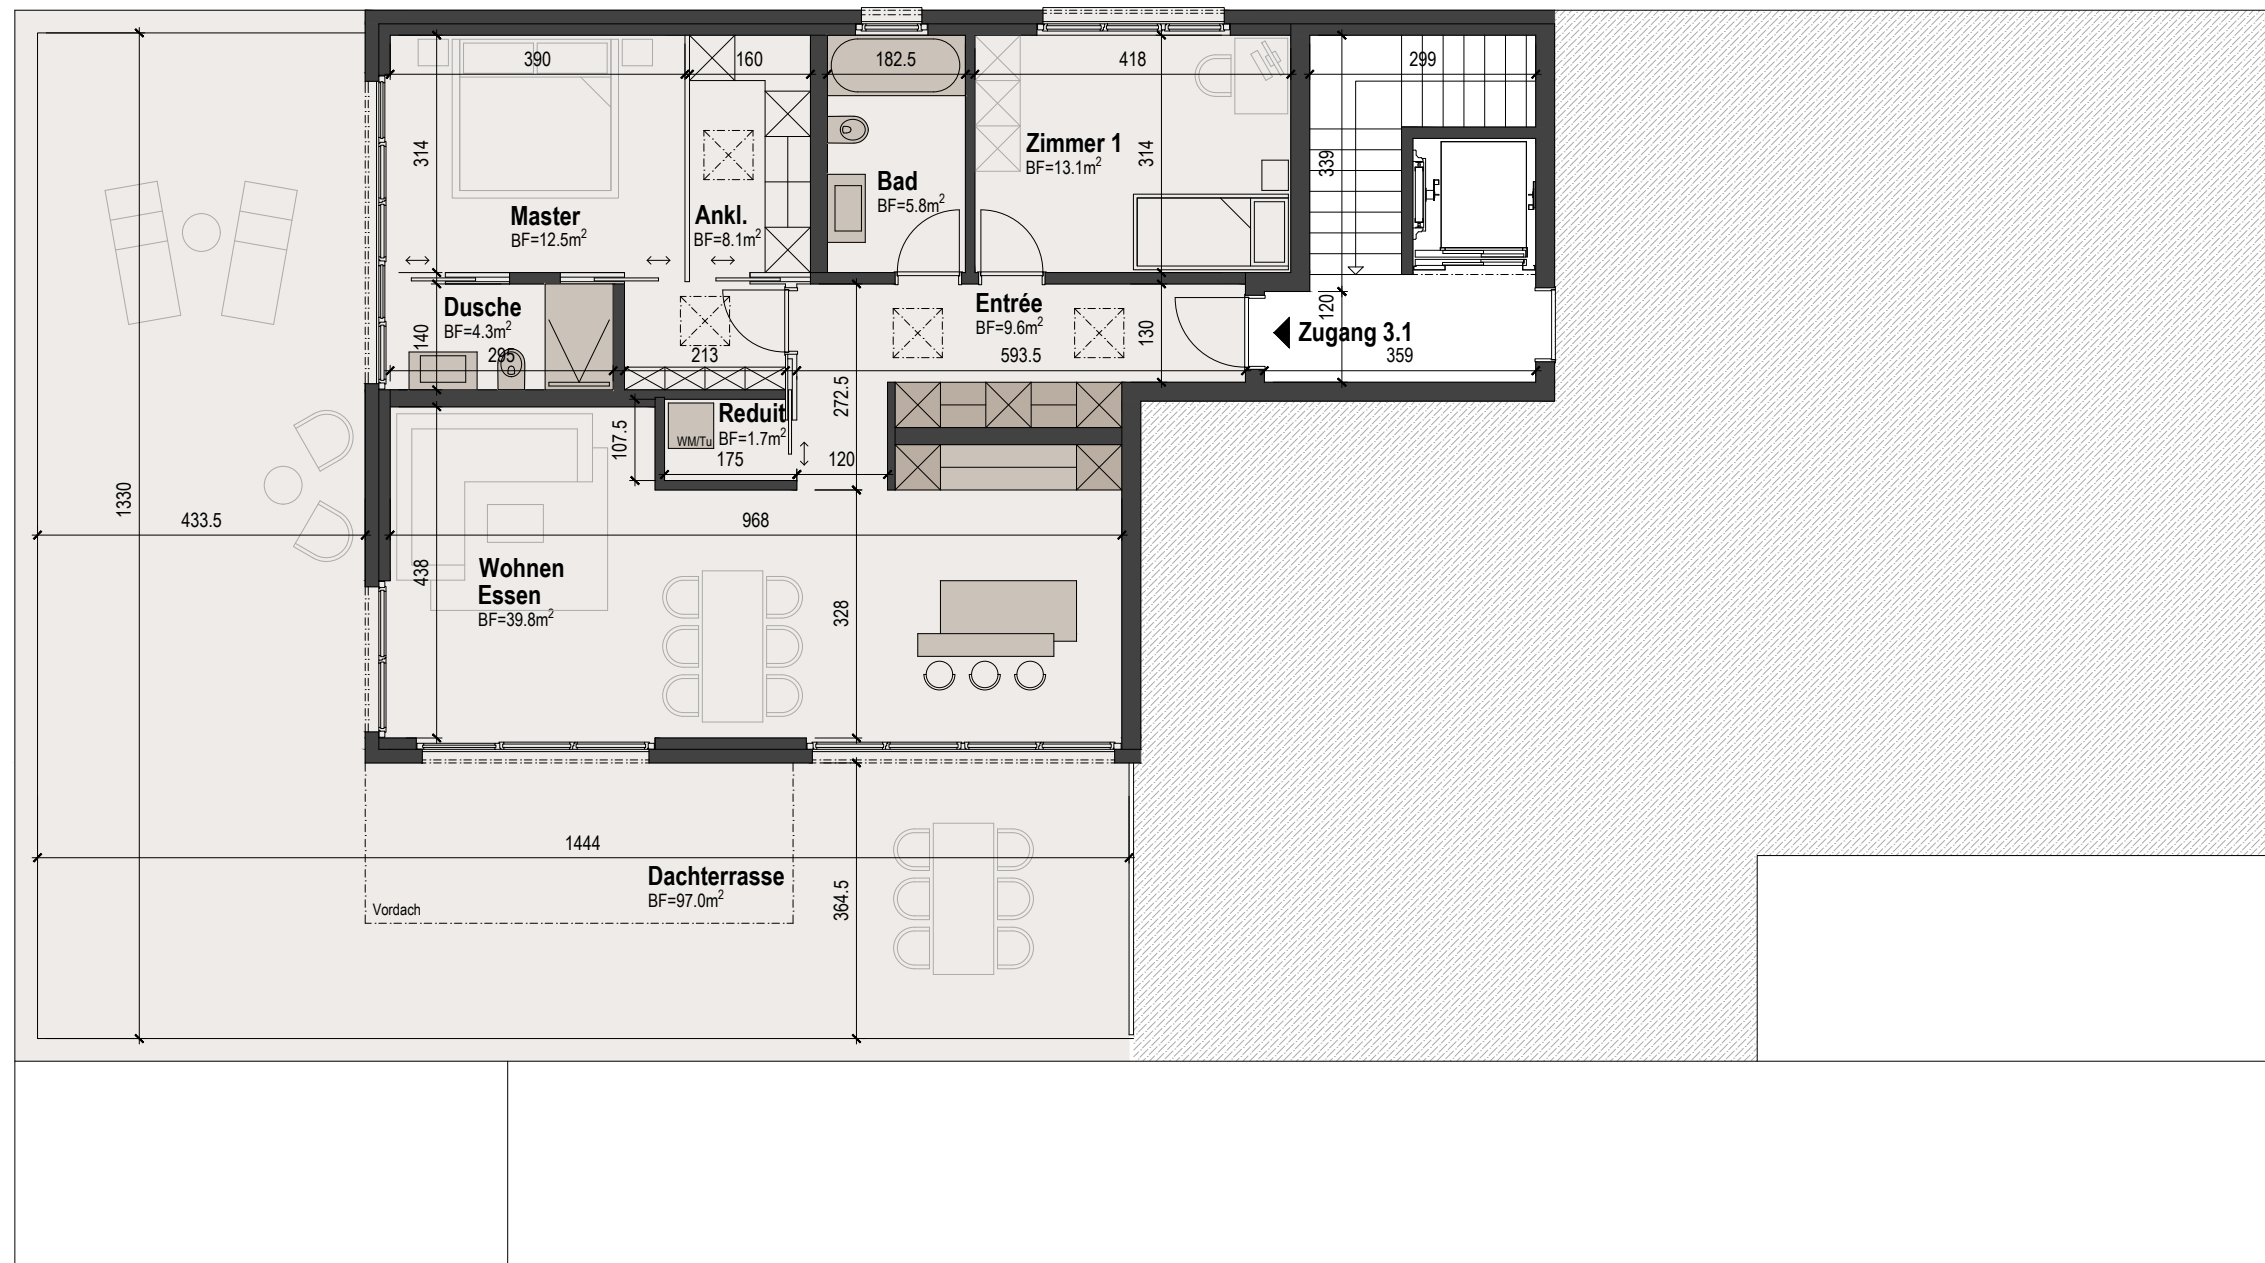 390
160
182.5
418
299
314
314
339
Zimmer 1
BF=13.1m²
Bad
BF=5.8m²
Master
BF=12.5m²
Ankl.
BF=8.1m²
Dusche
BF=4.3m²
140
295
213
Entrée
BF=9.6m²
593.5
130
120
Zugang 3.1
359
272.5
Reduit
BF=1.7m²
WM/Tu
107.5
175
120
1330
433.5
968
438
Wohnen
Essen
BF=39.8m²
328
1444
Dachterrasse
BF=97.0m²
364.5
Vordach